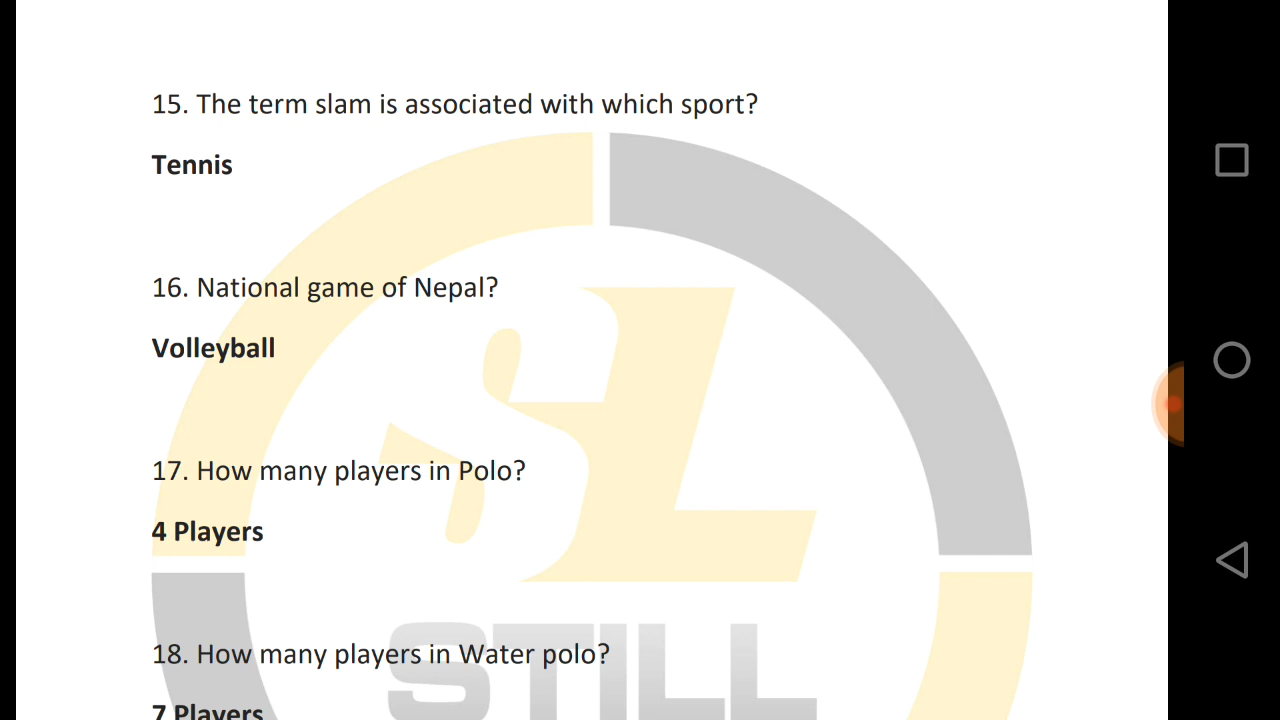 15. The term slam is associated with which sport?
Tennis
16. National game of Nepal?
Volleyball
17. How many players in Polo?
4 Players
18. How many players in Water polo?
7 Players
SL
STILL